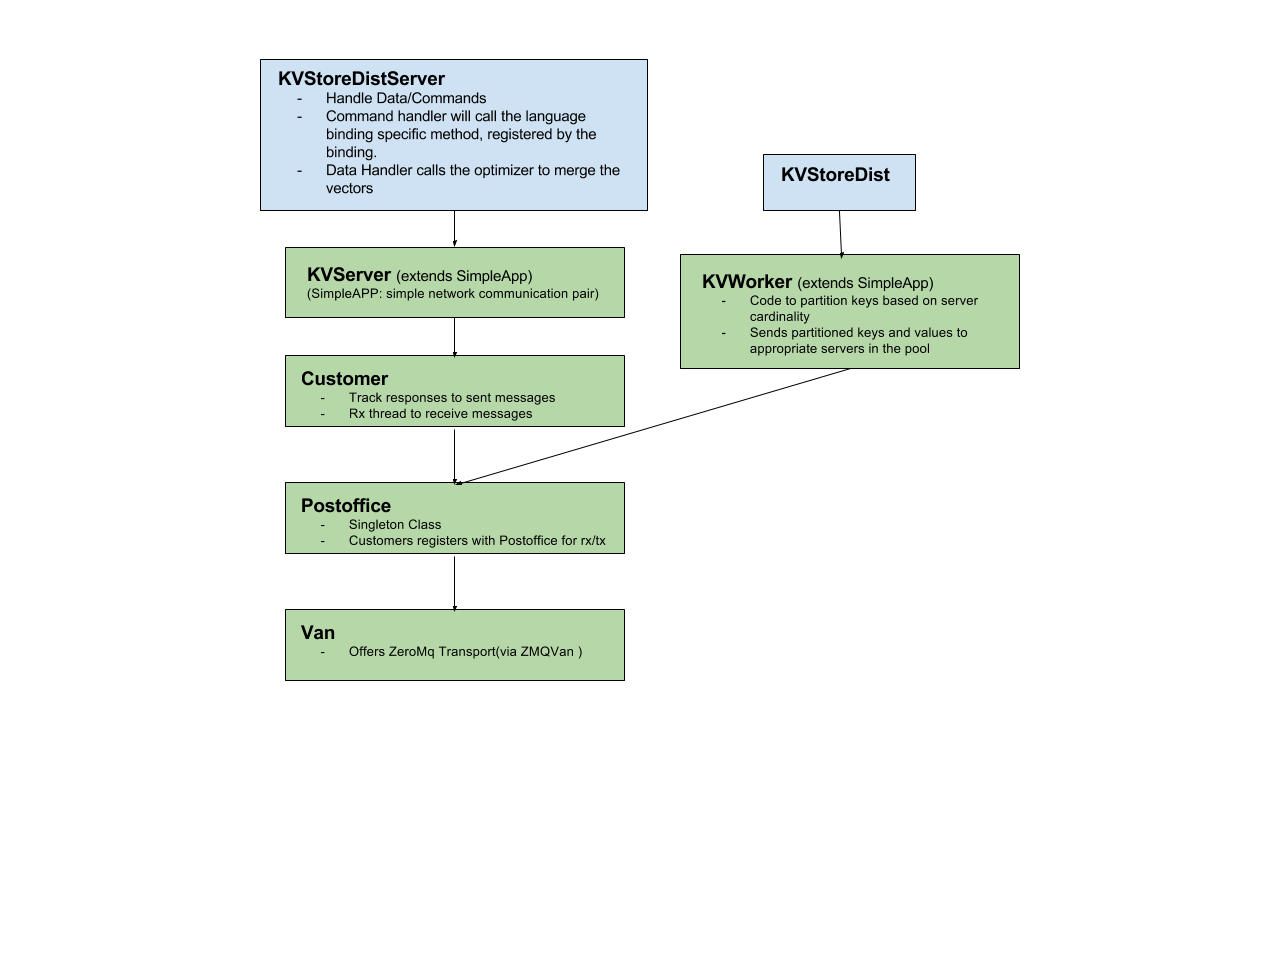 KVStoreDistServer
- Handle Data/Commands
- Command handler will call the language
binding specific method, registered by the
binding.
- Data Handler calls the optimizer to merge the
vectors
KVStoreDist
KVServer (extends SimpleApp)
(SimpleAPP: simple network communication pair)
KVWorker (extends SimpleApp)
- Code to partition keys based on server
cardinality
- Sends partitioned keys and values to
appropriate servers in the pool
Customer
- Track responses to sent messages
- Rx thread to receive messages
Postoffice
- Singleton Class
- Customers registers with Postoffice for rx/tx
Van
- Offers ZeroMq Transport(via ZMQVan )